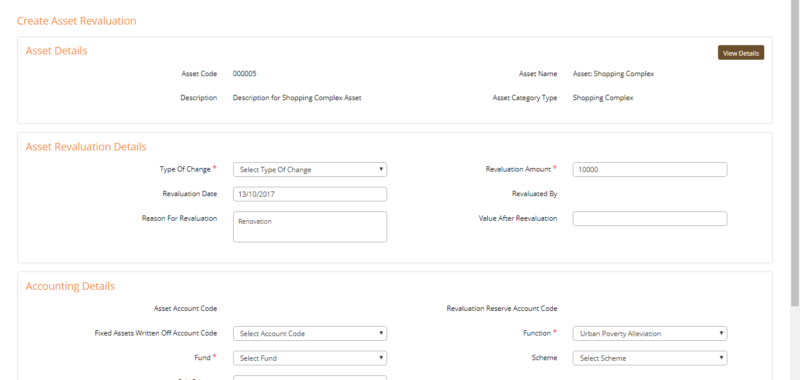 Create Asset Revaluation
Asset Details
View Details
Asset Code 000005 Asset Name Asset: Shopping Complex
Description Description for Shopping Complex Asset Asset Category Type Shopping Complex
Asset Revaluation Details
Type Of Change * Select Type Of Change Revaluation Amount * 10000
Revaluation Date 13/10/2017 Revaluated By
Reason For Revaluation Renovation Value After Reevaluation
Accounting Details
Asset Account Code Revaluation Reserve Account Code
Fixed Assets Written Off Account Code Select Account Code Function * Urban Poverty Alleviation
Fund * Select Fund Scheme Select Scheme